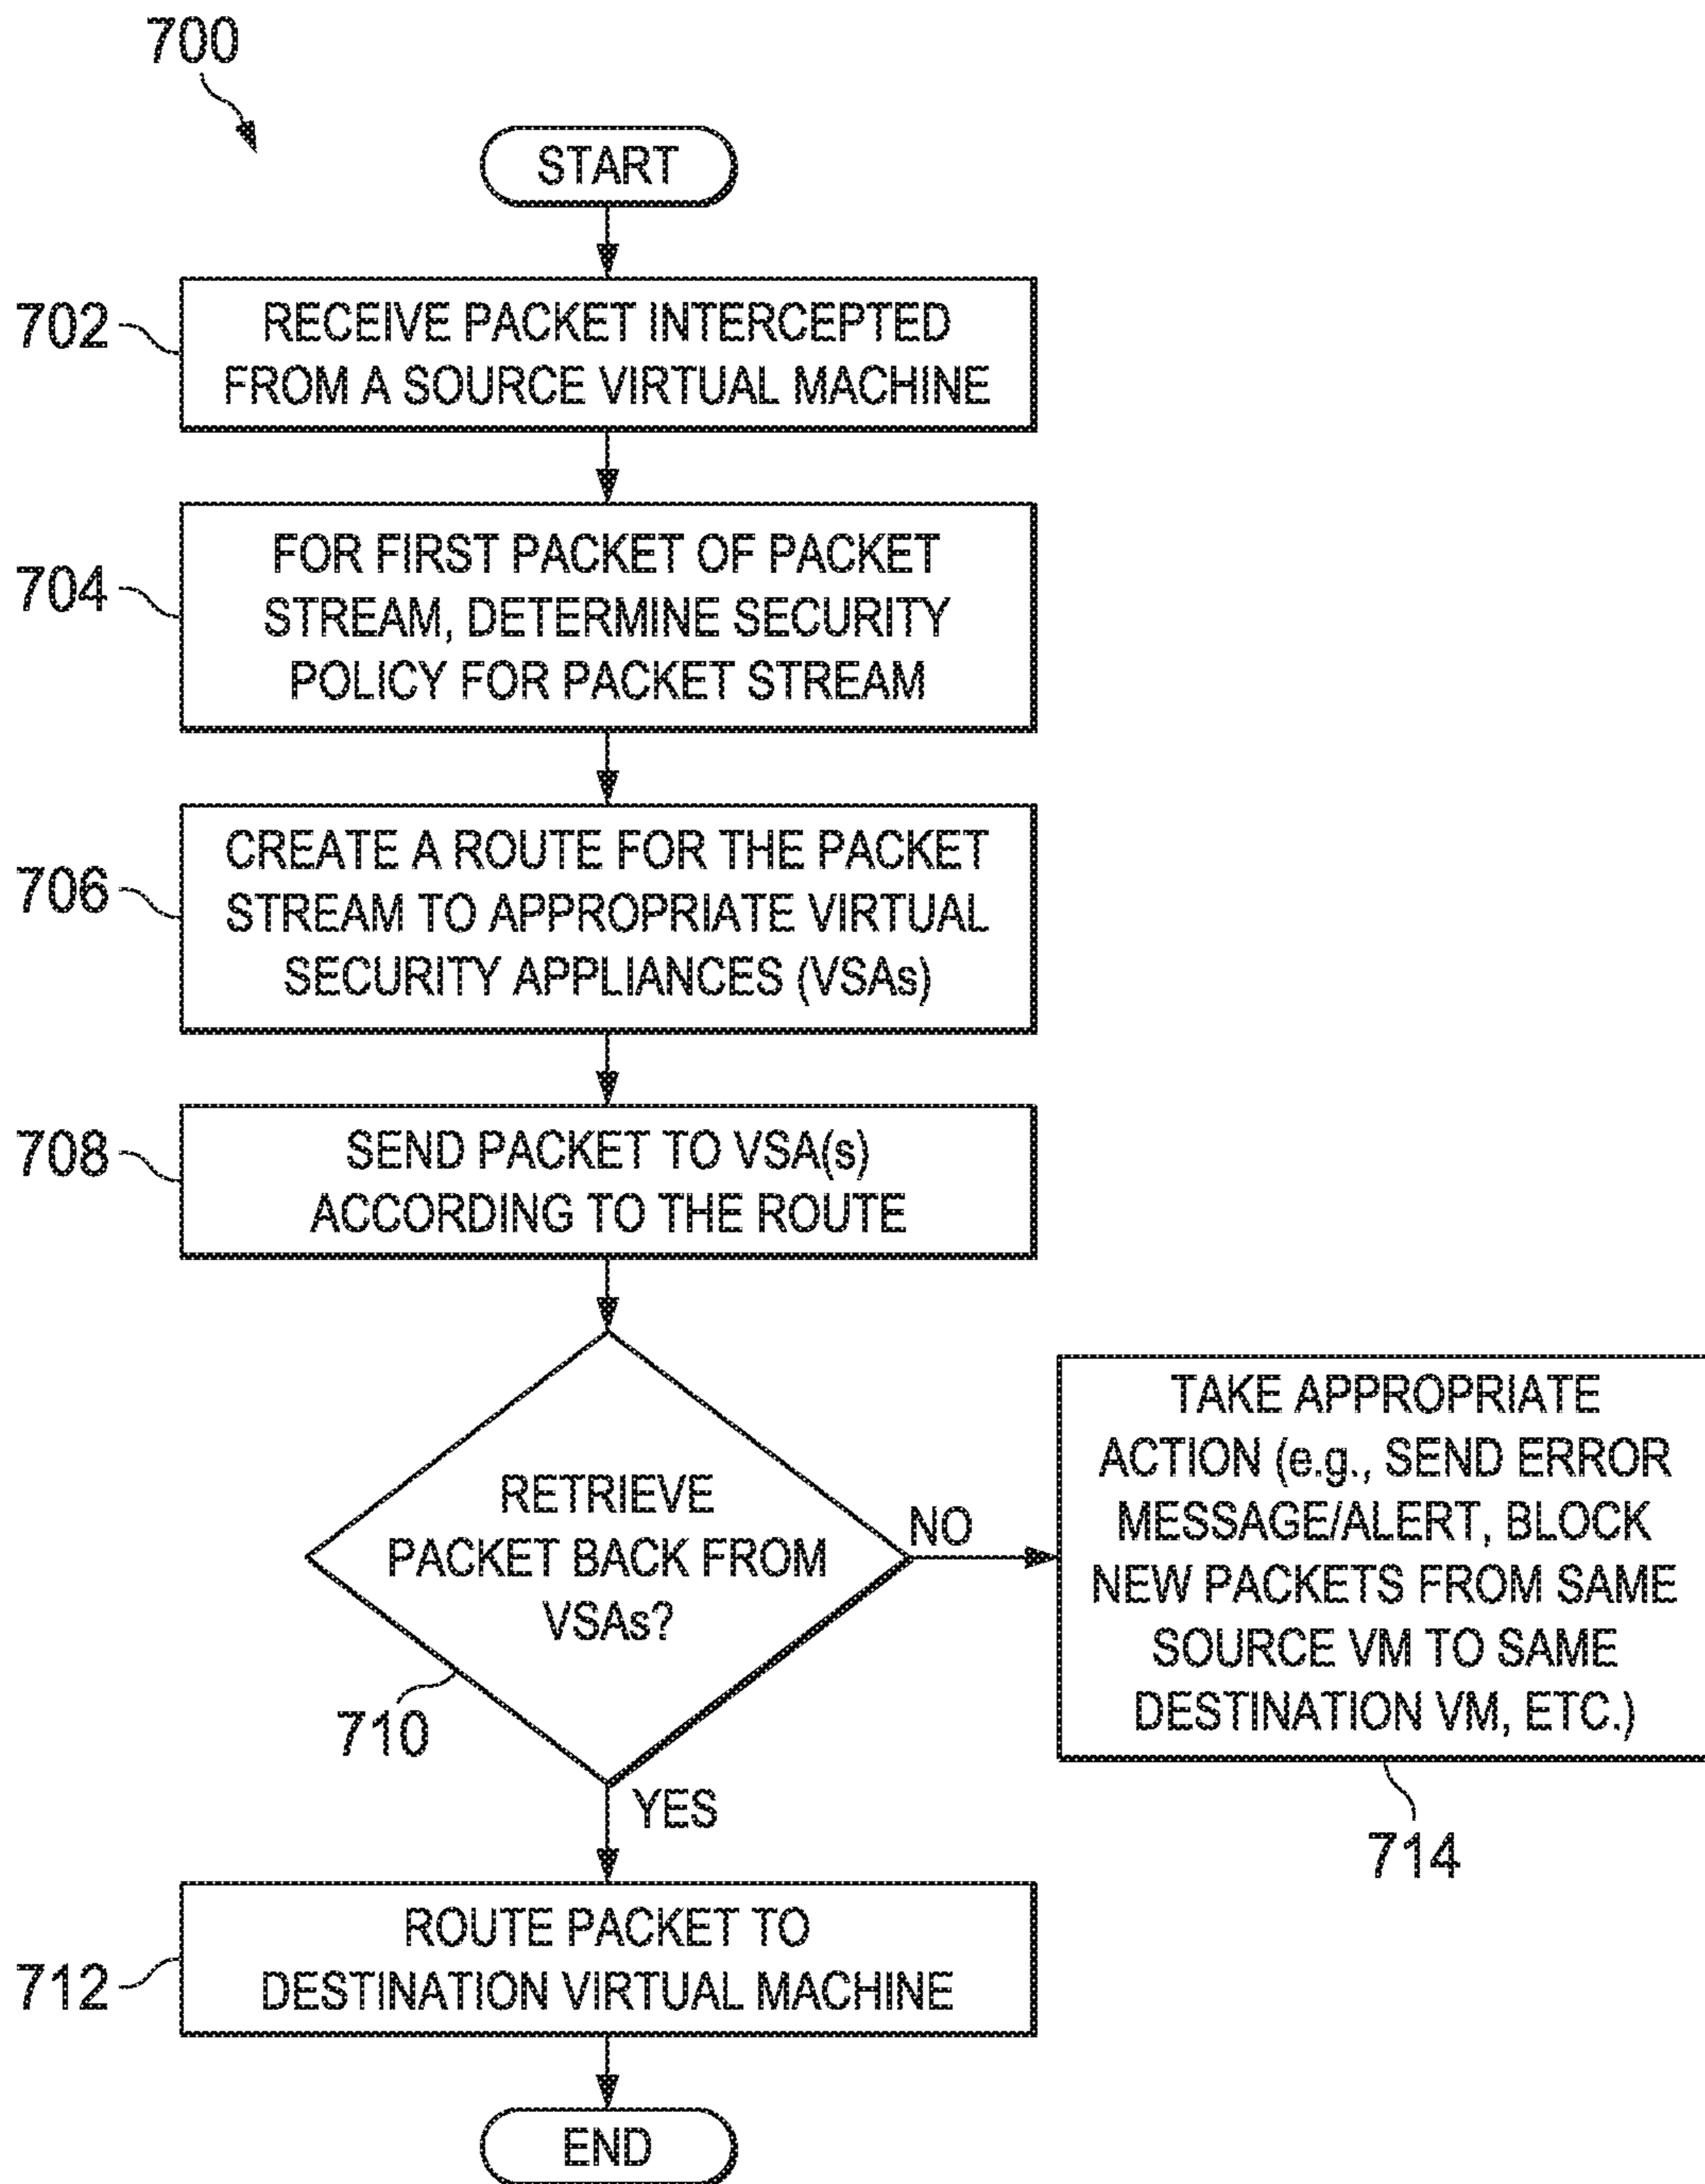 700
START
702
RECEIVE PACKET INTERCEPTED
FROM A SOURCE VIRTUAL MACHINE
704
FOR FIRST PACKET OF PACKET
STREAM, DETERMINE SECURITY
POLICY FOR PACKET STREAM
706
CREATE A ROUTE FOR THE PACKET
STREAM TO APPROPRIATE VIRTUAL
SECURITY APPLIANCES (VSAs)
708
SEND PACKET TO VSA(s)
ACCORDING TO THE ROUTE
RETRIEVE
PACKET BACK FROM
VSAs?
710
NO
TAKE APPROPRIATE
ACTION (e.g., SEND ERROR
MESSAGE/ALERT, BLOCK
NEW PACKETS FROM SAME
SOURCE VM TO SAME
DESTINATION VM, ETC.)
714
YES
712
ROUTE PACKET TO
DESTINATION VIRTUAL MACHINE
END